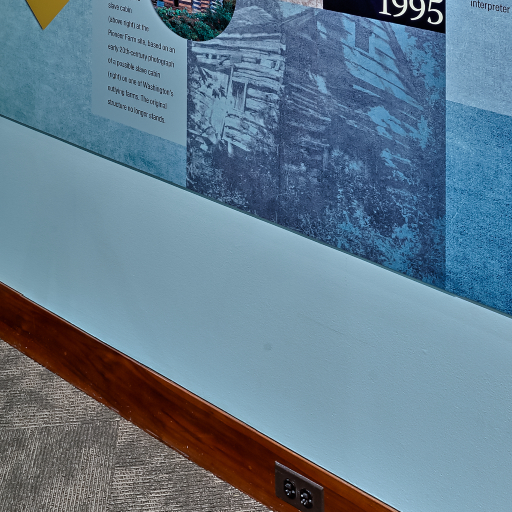 slave cabin
(above right) at the
Pioneer Farm site, based on an
early 20th-century photograph
of a possible slave cabin
(right) on one of Washington's
outlying farms. The original
structure no longer stands.
1995
interpreter